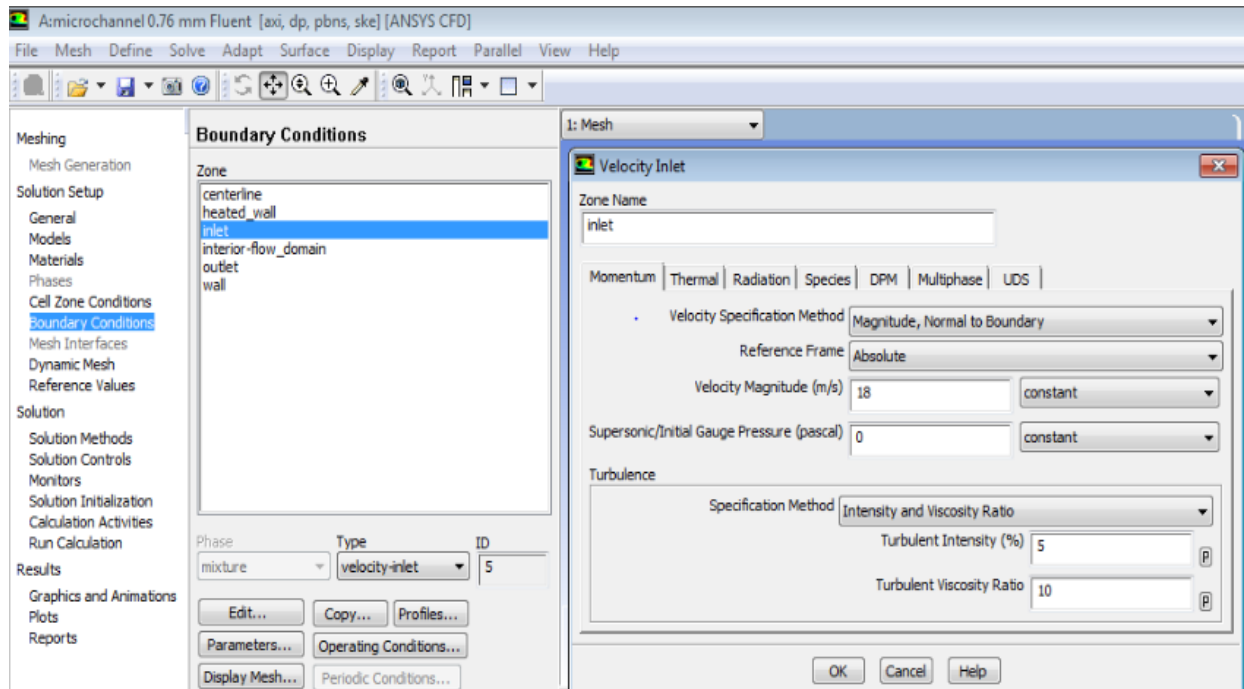 A:microchannel 0.76 mm Fluent [axi, dp, pbns, ske] [ANSYS CFD]
File Mesh Define Solve Adapt Surface Display Report Parallel View Help
Meshing
Mesh Generation
Solution Setup
General
Models
Materials
Phases
Cell Zone Conditions
Boundary Conditions
Mesh Interfaces
Dynamic Mesh
Reference Values
Solution
Solution Methods
Solution Controls
Monitors
Solution Initialization
Calculation Activities
Run Calculation
Results
Graphics and Animations
Plots
Reports
Boundary Conditions
Zone
centerline
heated_wall
inlet
interior-flow_domain
outlet
wall
Phase Type ID
mixture velocity-inlet 5
Edit... Copy... Profiles...
Parameters... Operating Conditions...
Display Mesh... Periodic Conditions...
1: Mesh
Velocity Inlet
Zone Name
inlet
Momentum Thermal Radiation Species DPM Multiphase UDS
Velocity Specification Method Magnitude, Normal to Boundary
Reference Frame Absolute
Velocity Magnitude (m/s) 18 constant
Supersonic/Initial Gauge Pressure (pascal) 0 constant
Turbulence
Specification Method Intensity and Viscosity Ratio
Turbulent Intensity (%) 5 P
Turbulent Viscosity Ratio 10 P
OK Cancel Help